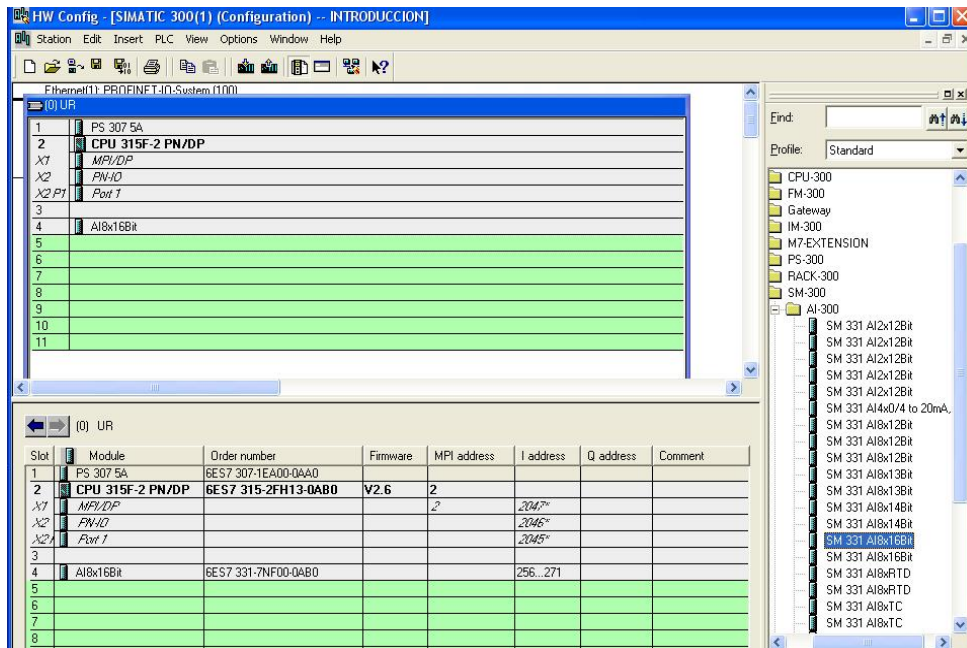 HW Config - [SIMATIC 300(1) (Configuration) -- INTRODUCCION]
Station Edit Insert PLC View Options Window Help
Ethernet(1): PROFINET-IO-System (100)
(0) UR
1 PS 307 5A
2 CPU 315F-2 PN/DP
X1 MPI/DP
X2 PN-IO
X2 P1 Port 1
3
4 AI8x16Bit
5
6
7
8
9
10
11
Find:
Profile: Standard
CPU-300
FM-300
Gateway
IM-300
M7-EXTENSION
PS-300
RACK-300
SM-300
AI-300
SM 331 AI2x12Bit
SM 331 AI2x12Bit
SM 331 AI2x12Bit
SM 331 AI2x12Bit
SM 331 AI2x12Bit
SM 331 AI4x0/4 to 20mA,
SM 331 AI8x12Bit
SM 331 AI8x12Bit
SM 331 AI8x12Bit
SM 331 AI8x13Bit
SM 331 AI8x13Bit
SM 331 AI8x14Bit
SM 331 AI8x14Bit
SM 331 AI8x16Bit
SM 331 AI8x16Bit
SM 331 AI8xRTD
SM 331 AI8xRTD
SM 331 AI8xTC
SM 331 AI8xTC
(0) UR
Slot Module Order number Firmware MPI address I address Q address Comment
1 PS 307 5A 6ES7 307-1EA00-0AA0
2 CPU 315F-2 PN/DP 6ES7 315-2FH13-0AB0 V2.6 2
X1 MPI/DP 2 2047*
X2 PN-IO 2046*
X2 Port 1 2045*
3
4 AI8x16Bit 6ES7 331-7NF00-0AB0 256...271
5
6
7
8